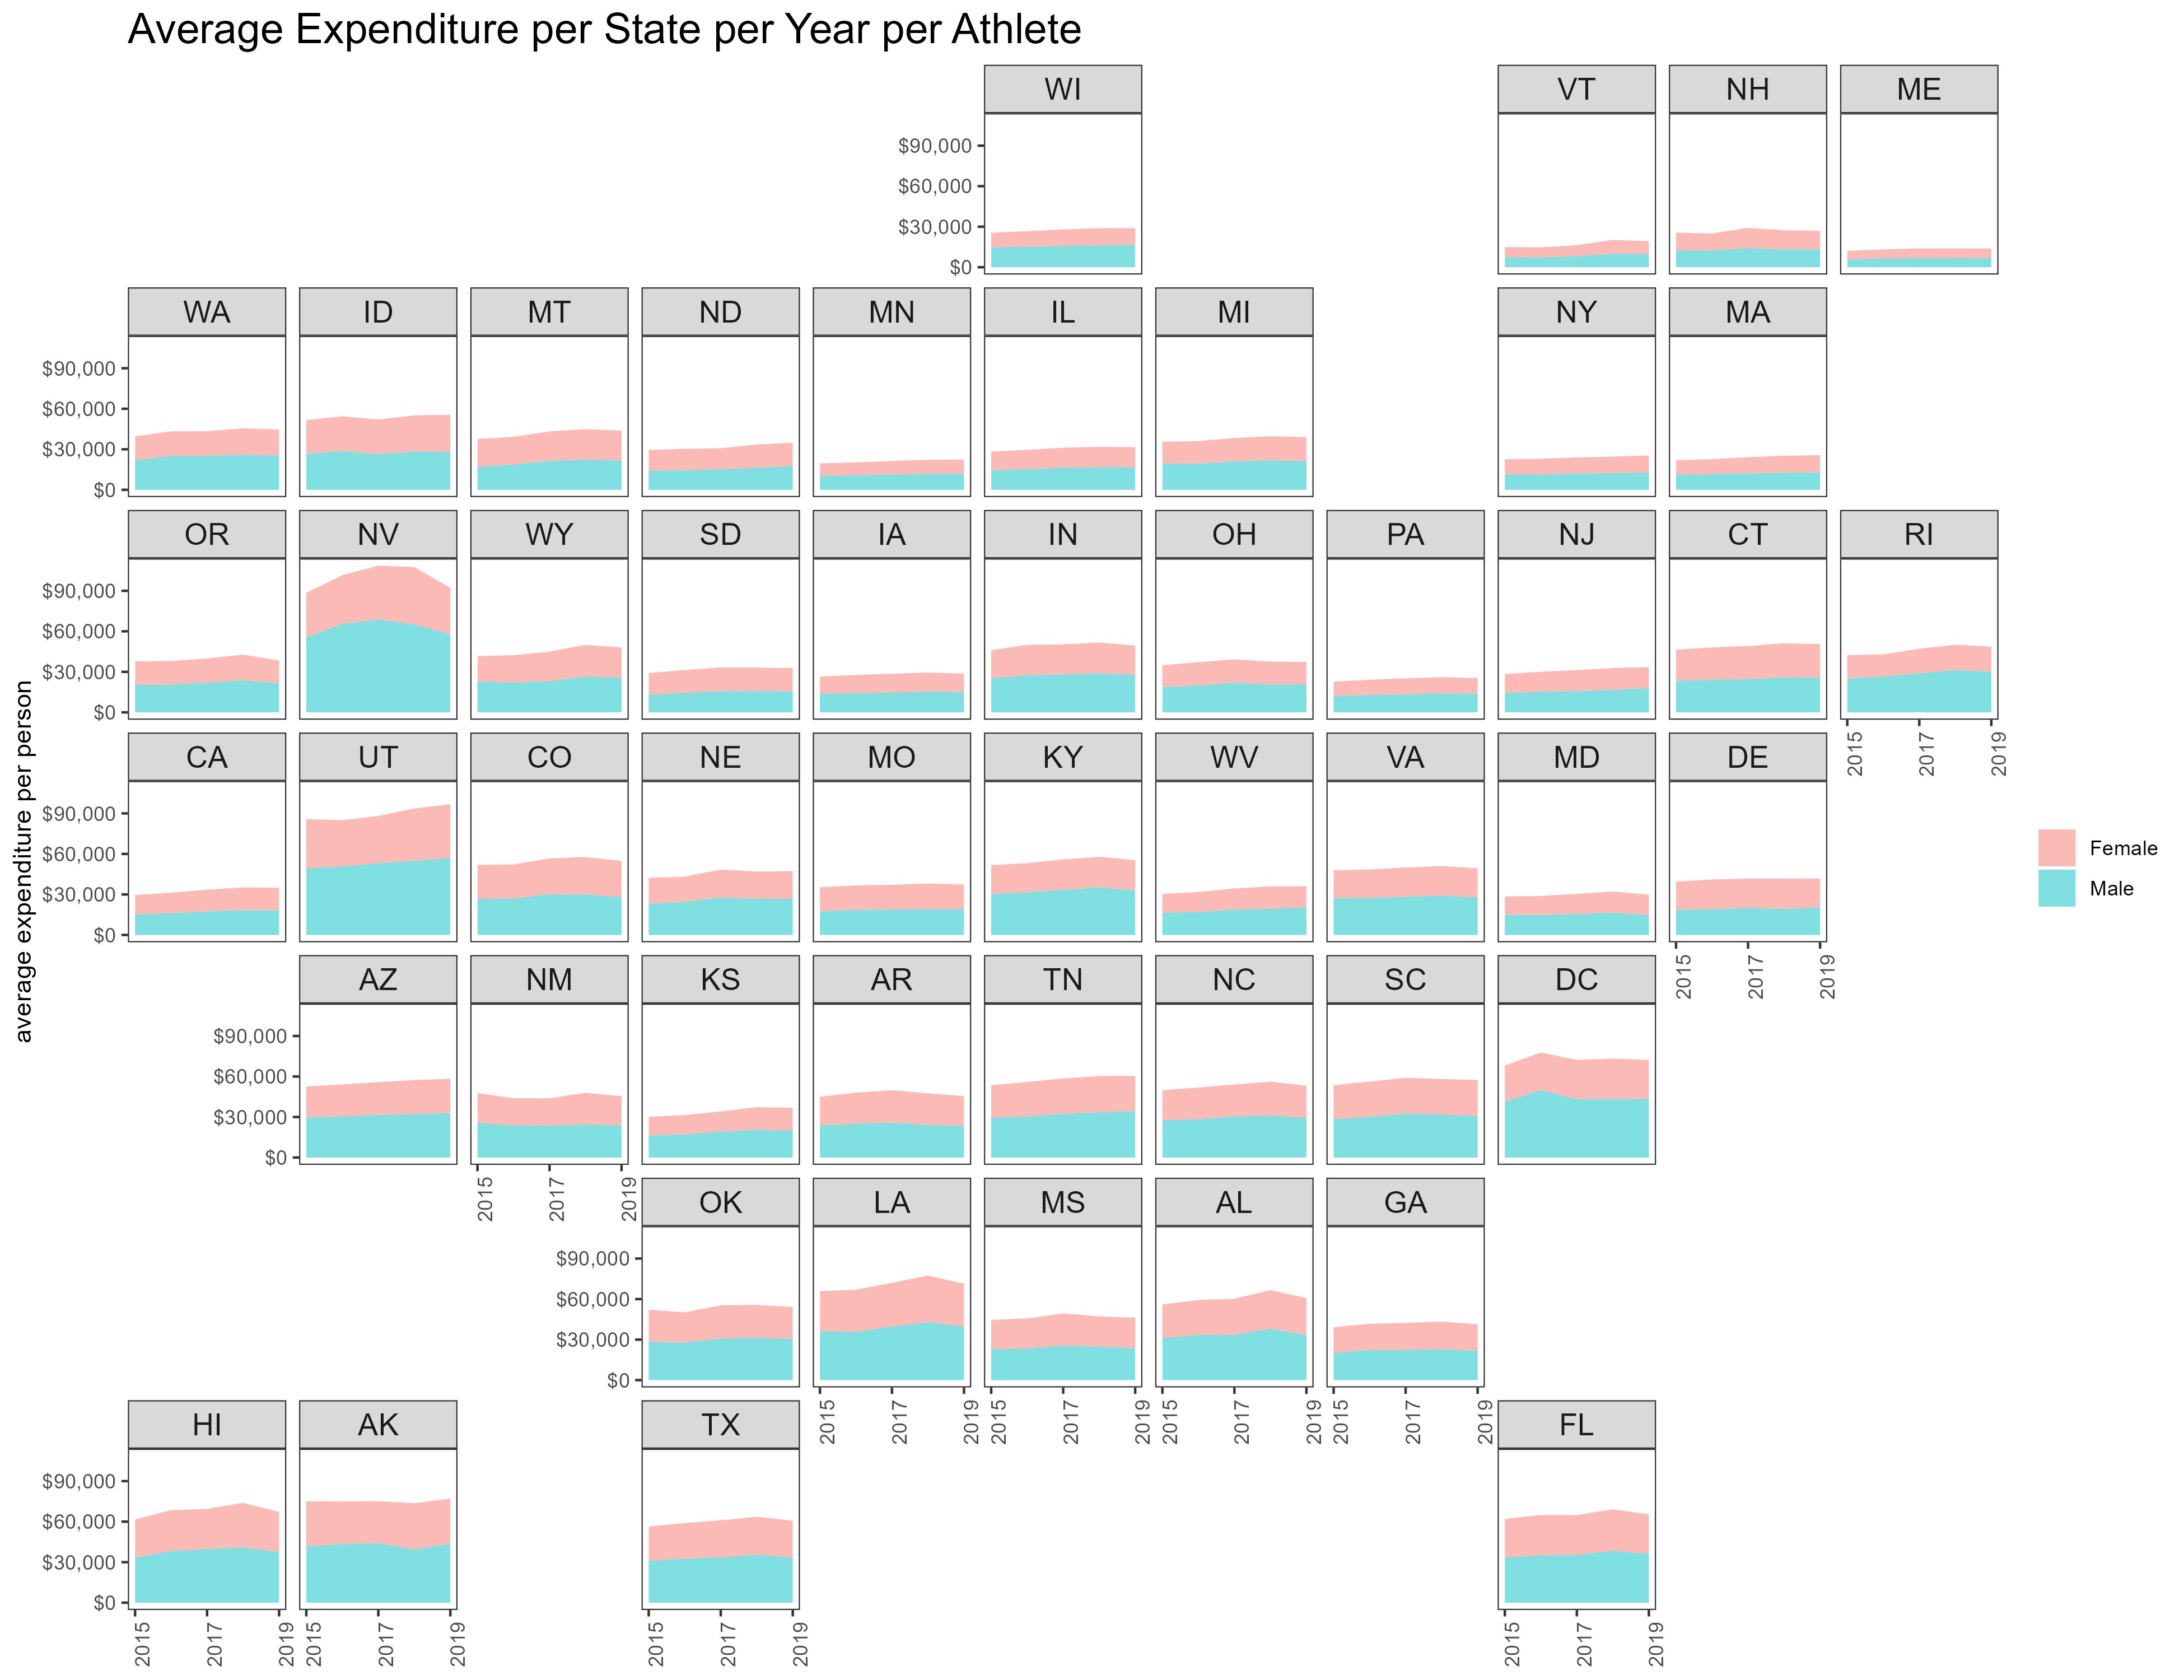 Average Expenditure per State per Year per Athlete
WI VT NH ME
$90,000
$60,000
$30,000
$0
WA ID MT ND MN IL MI NY MA
$90,000
$60,000
$30,000
$0
OR NV WY SD IA IN OH PA NJ CT RI
$90,000
$60,000
$30,000
$0
2015 2017 2019
CA UT CO NE MO KY WV VA MD DE
$90,000
$60,000
$30,000
$0
2015 2017 2019
AZ NM KS AR TN NC SC DC
$90,000
$60,000
$30,000
$0
2015 2017 2019
OK LA MS AL GA
$90,000
$60,000
$30,000
$0
2015 2017 2019 2015 2017 2019 2015 2017 2019 2015 2017 2019
HI AK TX FL
$90,000
$60,000
$30,000
$0
2015 2017 2019 2015 2017 2019 2015 2017 2019 2015 2017 2019
average expenditure per person
Female
Male